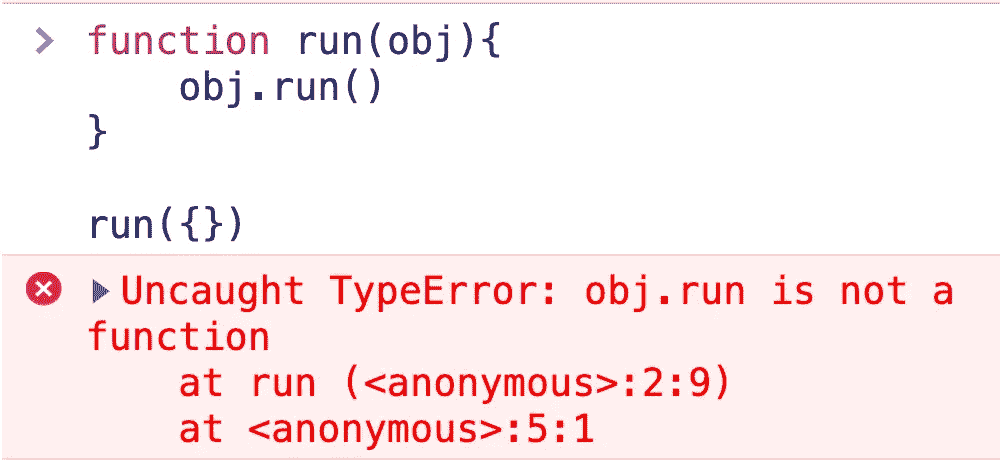 function run(obj){
    obj.run()
}
run({})
Uncaught TypeError: obj.run is not a
function
    at run (<anonymous>:2:9)
    at <anonymous>:5:1